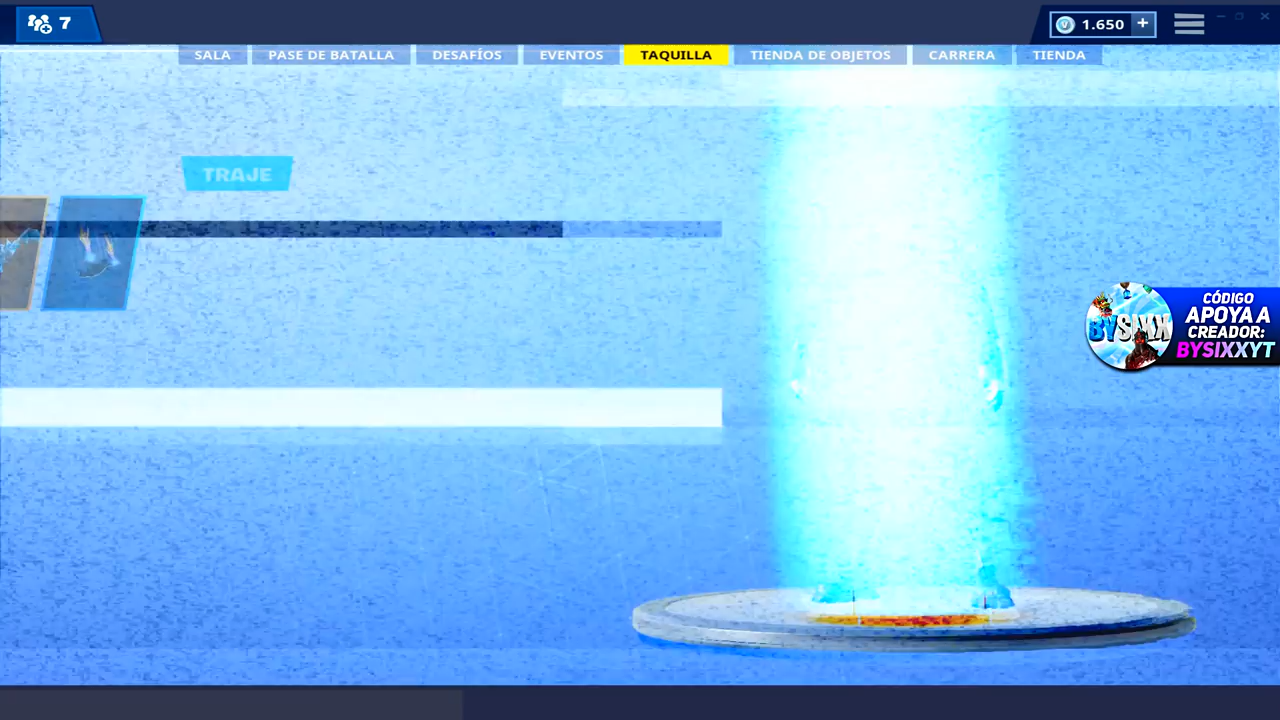 7
1.650 +
SALA
PASE DE BATALLA
DESAFÍOS
EVENTOS
TAQUILLA
TIENDA DE OBJETOS
CARRERA
TIENDA
TRAJE
BYSIXX
CÓDIGO
APOYA A
CREADOR:
BYSIXXYT